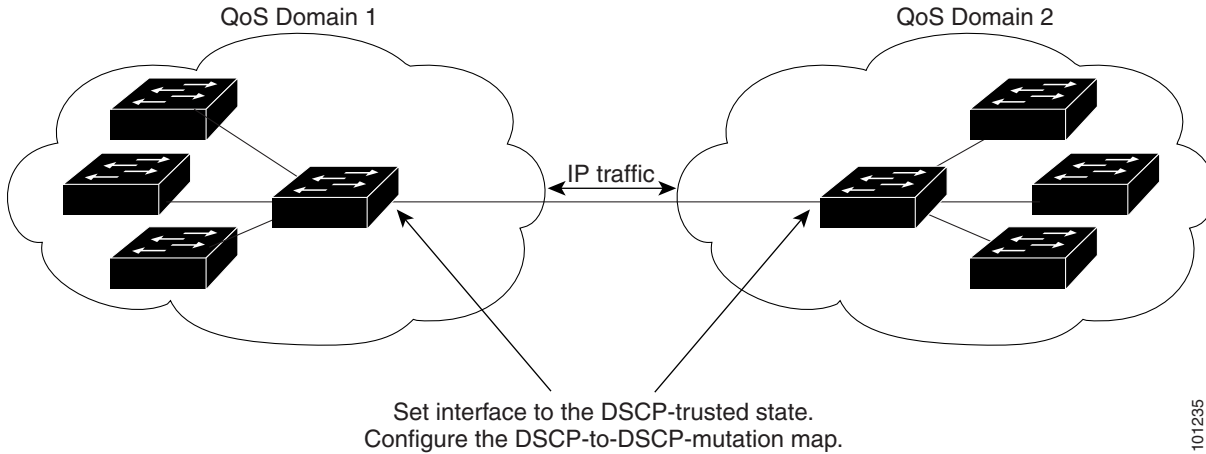 QoS Domain 1
QoS Domain 2
IP traffic
Set interface to the DSCP-trusted state.
Configure the DSCP-to-DSCP-mutation map.
101235